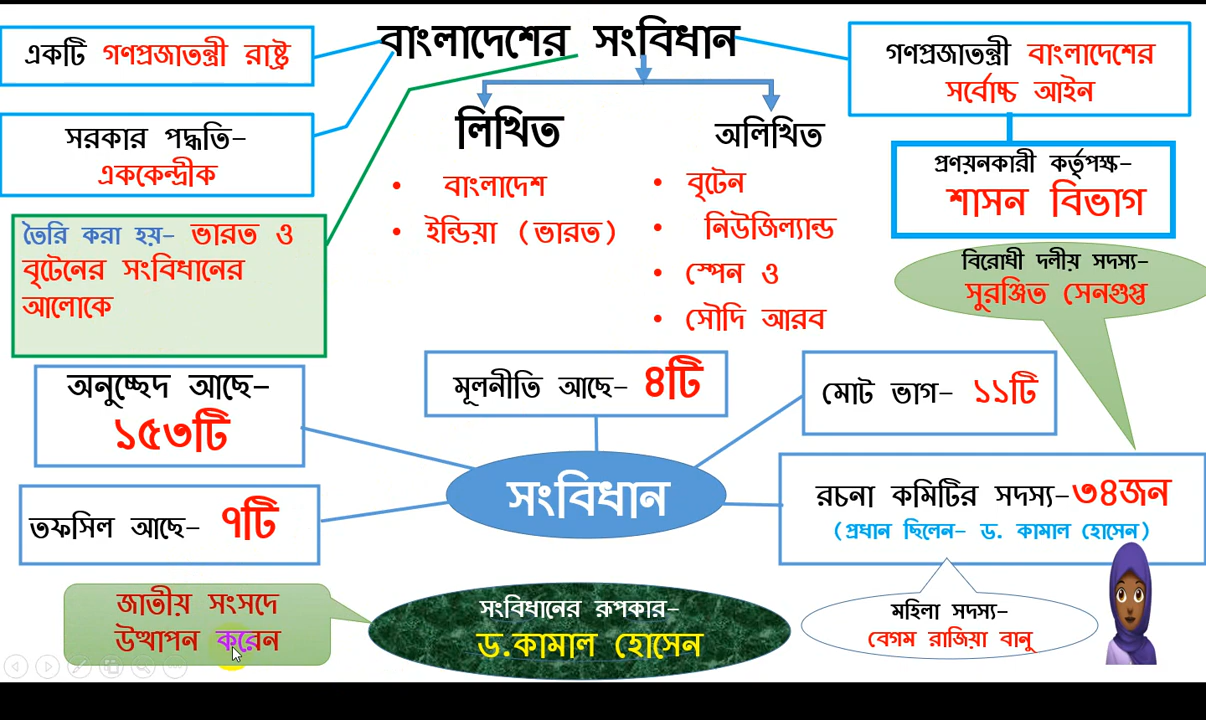 বাংলাদেশের সংবিধান
একটি গণপ্রজাতন্ত্রী রাষ্ট্র
গণপ্রজাতন্ত্রী বাংলাদেশের
সর্বোচ্চ আইন
সরকার পদ্ধতি-
এককেন্দ্রীক
লিখিত
• বাংলাদেশ
• ইন্ডিয়া (ভারত)
অলিখিত
• বৃটেন
• নিউজিল্যান্ড
• স্পেন ও
• সৌদি আরব
প্রণয়নকারী কর্তৃপক্ষ-
শাসন বিভাগ
তৈরি করা হয়- ভারত ও
বৃটেনের সংবিধানের
আলোকে
বিরোধী দলীয় সদস্য-
সুরঞ্জিত সেনগুপ্ত
অনুচ্ছেদ আছে-
১৫৩টি
মূলনীতি আছে- ৪টি
মোট ভাগ- ১১টি
সংবিধান
তফসিল আছে- ৭টি
রচনা কমিটির সদস্য-৩৪জন
(প্রধান ছিলেন- ড. কামাল হোসেন)
জাতীয় সংসদে
উত্থাপন করেন
সংবিধানের রূপকার-
ড.কামাল হোসেন
মহিলা সদস্য-
বেগম রাজিয়া বানু